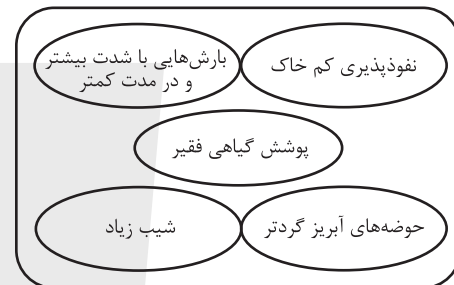 نفوذپذیری کم خاک
بارش‌هایی با شدت بیشتر
و در مدت کمتر
پوشش گیاهی فقیر
حوضه‌های آبریز گردتر
شیب زیاد